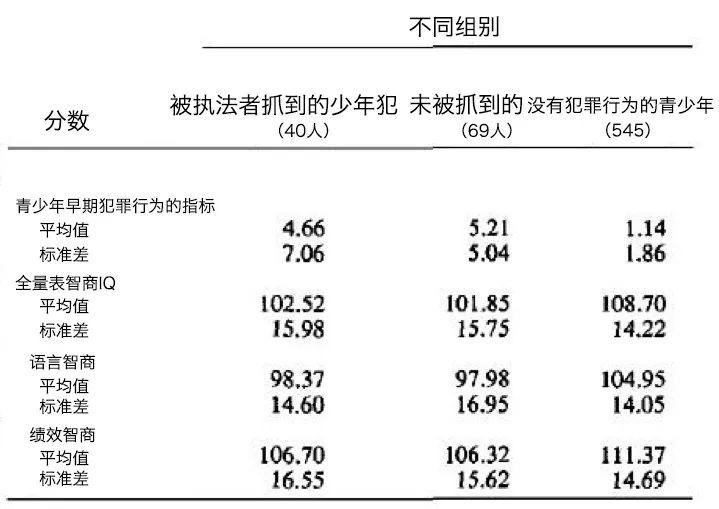 不同组别
分数 被执法者抓到的少年犯 未被抓到的 没有犯罪行为的青少年
（40人） （69人） （545）
青少年早期犯罪行为的指标
平均值 4.66 5.21 1.14
标准差 7.06 5.04 1.86
全量表智商IQ
平均值 102.52 101.85 108.70
标准差 15.98 15.75 14.22
语言智商
平均值 98.37 97.98 104.95
标准差 14.60 16.95 14.05
绩效智商
平均值 106.70 106.32 111.37
标准差 16.55 15.62 14.69